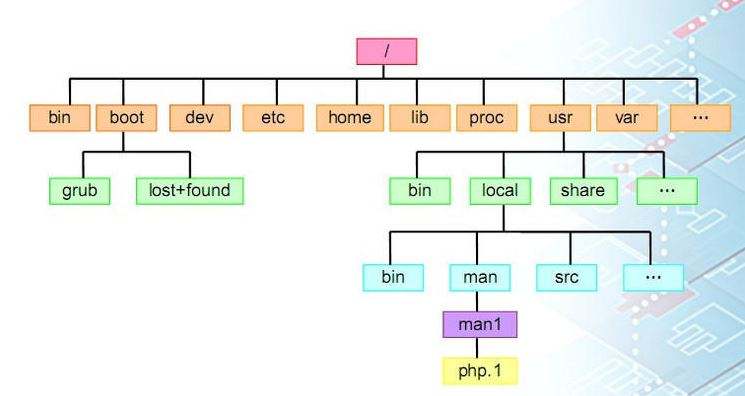 /
bin boot dev etc home lib proc usr var ...
grub lost+found bin local share ...
bin man src ...
man1
php.1